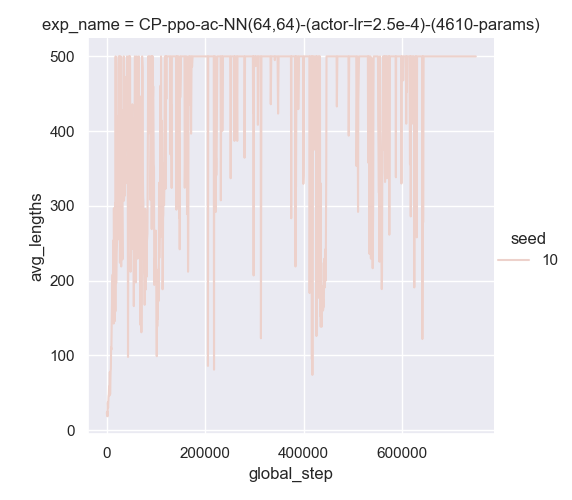 exp_name = CP-ppo-ac-NN(64,64)-(actor-lr=2.5e-4)-(4610-params)
500
400
300
200
100
0
avg_lengths
0
200000
400000
600000
global_step
seed
10